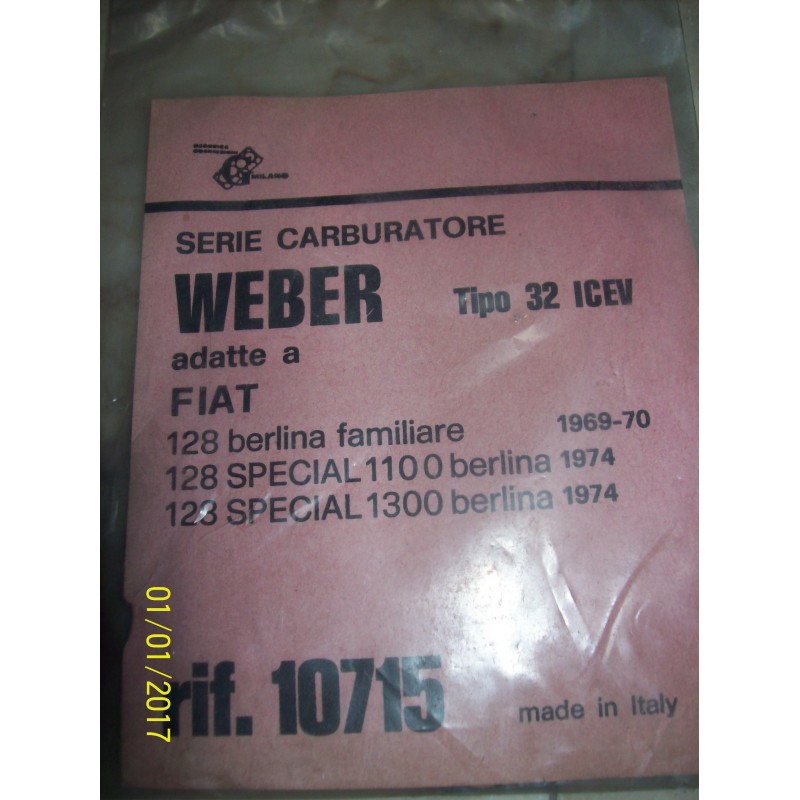 MILANO
SERIE CARBURATORE
WEBER Tipo 32 ICEV
adatte a
FIAT
128 berlina familiare 1969-70
128 SPECIAL 1100 berlina 1974
128 SPECIAL 1300 berlina 1974
rif. 10715 made in Italy
01/01/2017